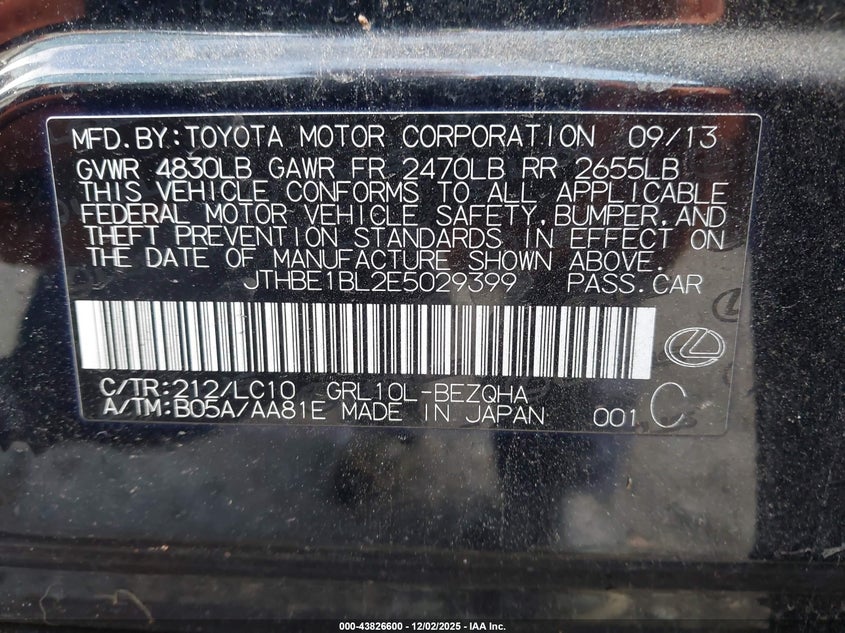 MFD.BY:TOYOTA MOTOR CORPORATION 09/13
GVWR 4830LB GAWR FR 2470LB RR 2655LB
THIS VEHICLE CONFORMS TO ALL APPLICABLE
FEDERAL MOTOR VEHICLE SAFETY,BUMPER,AND
THEFT PREVENTION STANDARDS IN EFFECT ON
THE DATE OF MANUFACTURE SHOWN ABOVE.
JTHBE1BL2E5029399 PASS.CAR
C/TR:212/LC10 GRL10L-BEZQHA
A/TM:B05A/AA81E MADE IN JAPAN 001 C
000-43826600 - 12/02/2025 - IAA Inc.